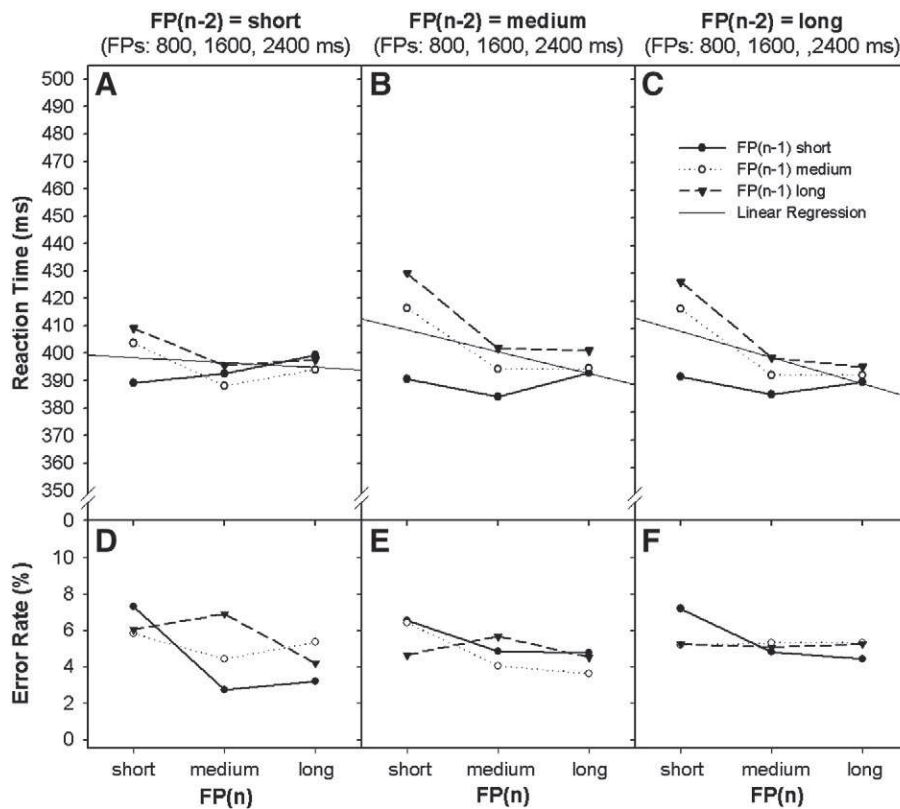 FP(n-2) = short
(FPs: 800, 1600, 2400 ms)
FP(n-2) = medium
(FPs: 800, 1600, 2400 ms)
FP(n-2) = long
(FPs: 800, 1600, ,2400 ms)
A
B
C
Reaction Time (ms)
500
490
480
470
460
450
440
430
420
410
400
390
380
370
360
350
0
FP(n-1) short
FP(n-1) medium
FP(n-1) long
Linear Regression
D
E
F
Error Rate (%)
10
8
6
4
2
0
short medium long
short medium long
short medium long
FP(n)
FP(n)
FP(n)